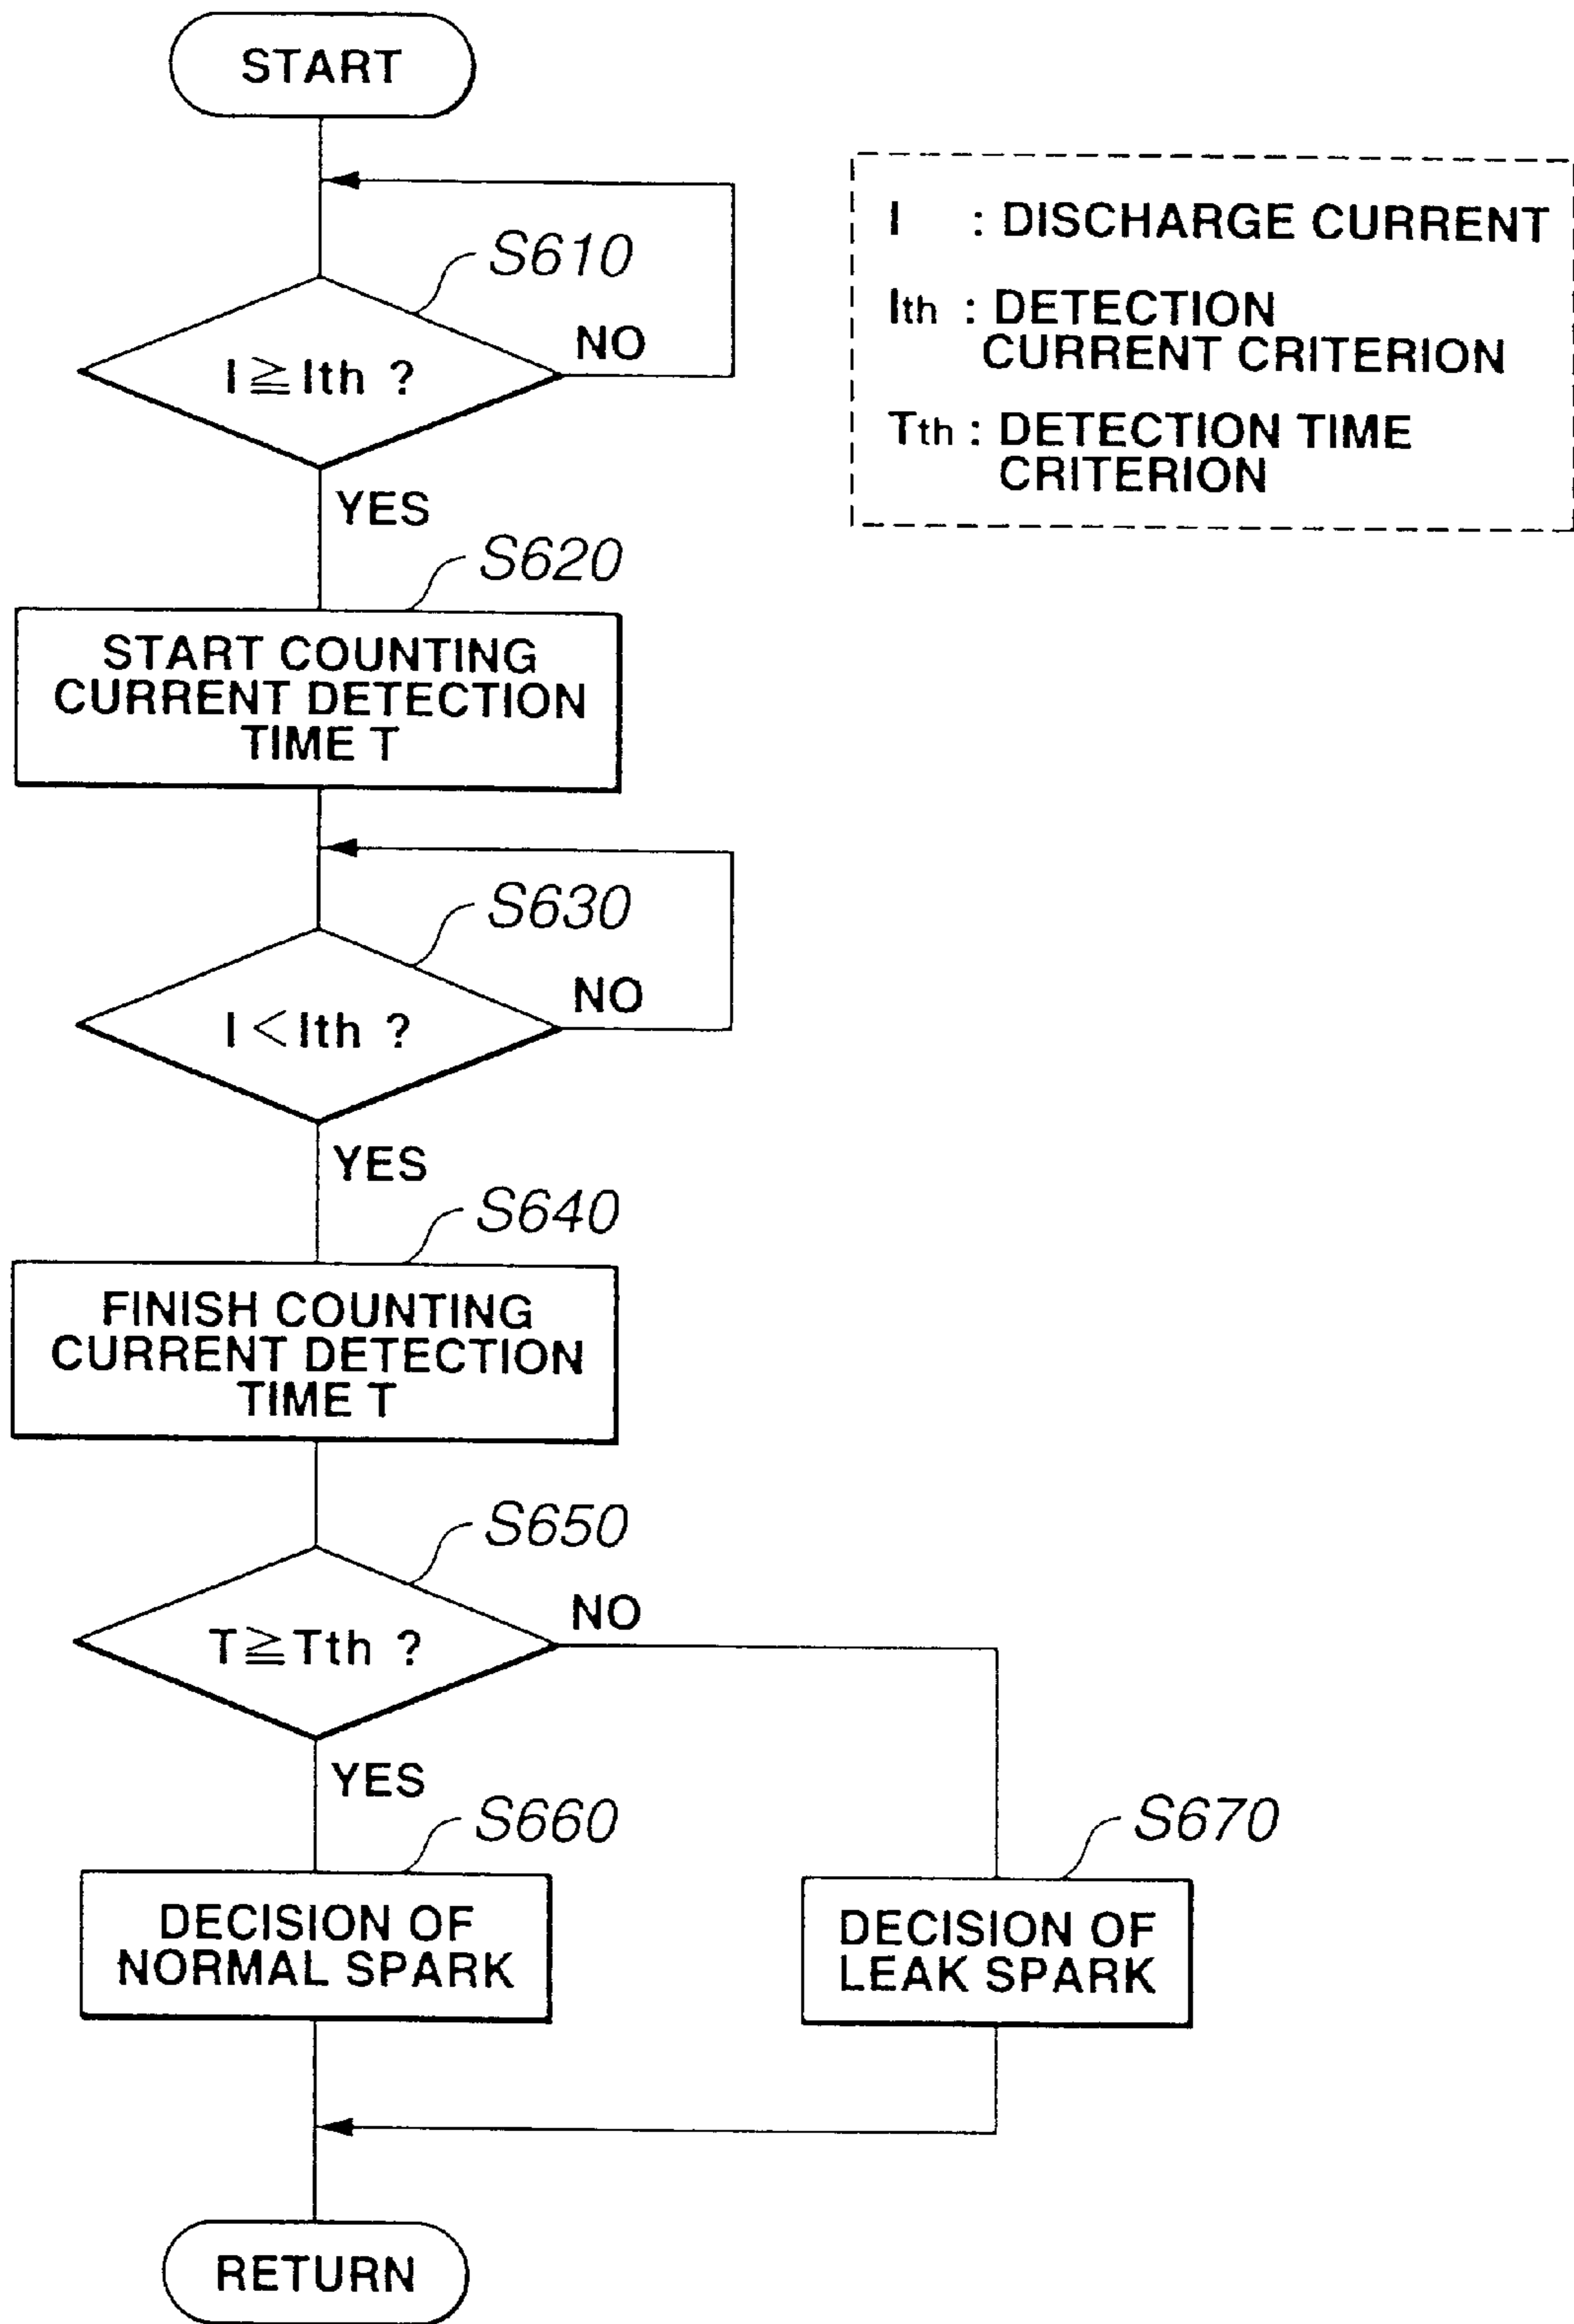 START
I : DISCHARGE CURRENT
Ith : DETECTION
CURRENT CRITERION
Tth : DETECTION TIME
CRITERION
S610
I ≧ Ith ?
NO
YES
S620
START COUNTING
CURRENT DETECTION
TIME T
S630
I < Ith ?
NO
YES
S640
FINISH COUNTING
CURRENT DETECTION
TIME T
S650
T ≧ Tth ?
NO
YES
S660
DECISION OF
NORMAL SPARK
S670
DECISION OF
LEAK SPARK
RETURN